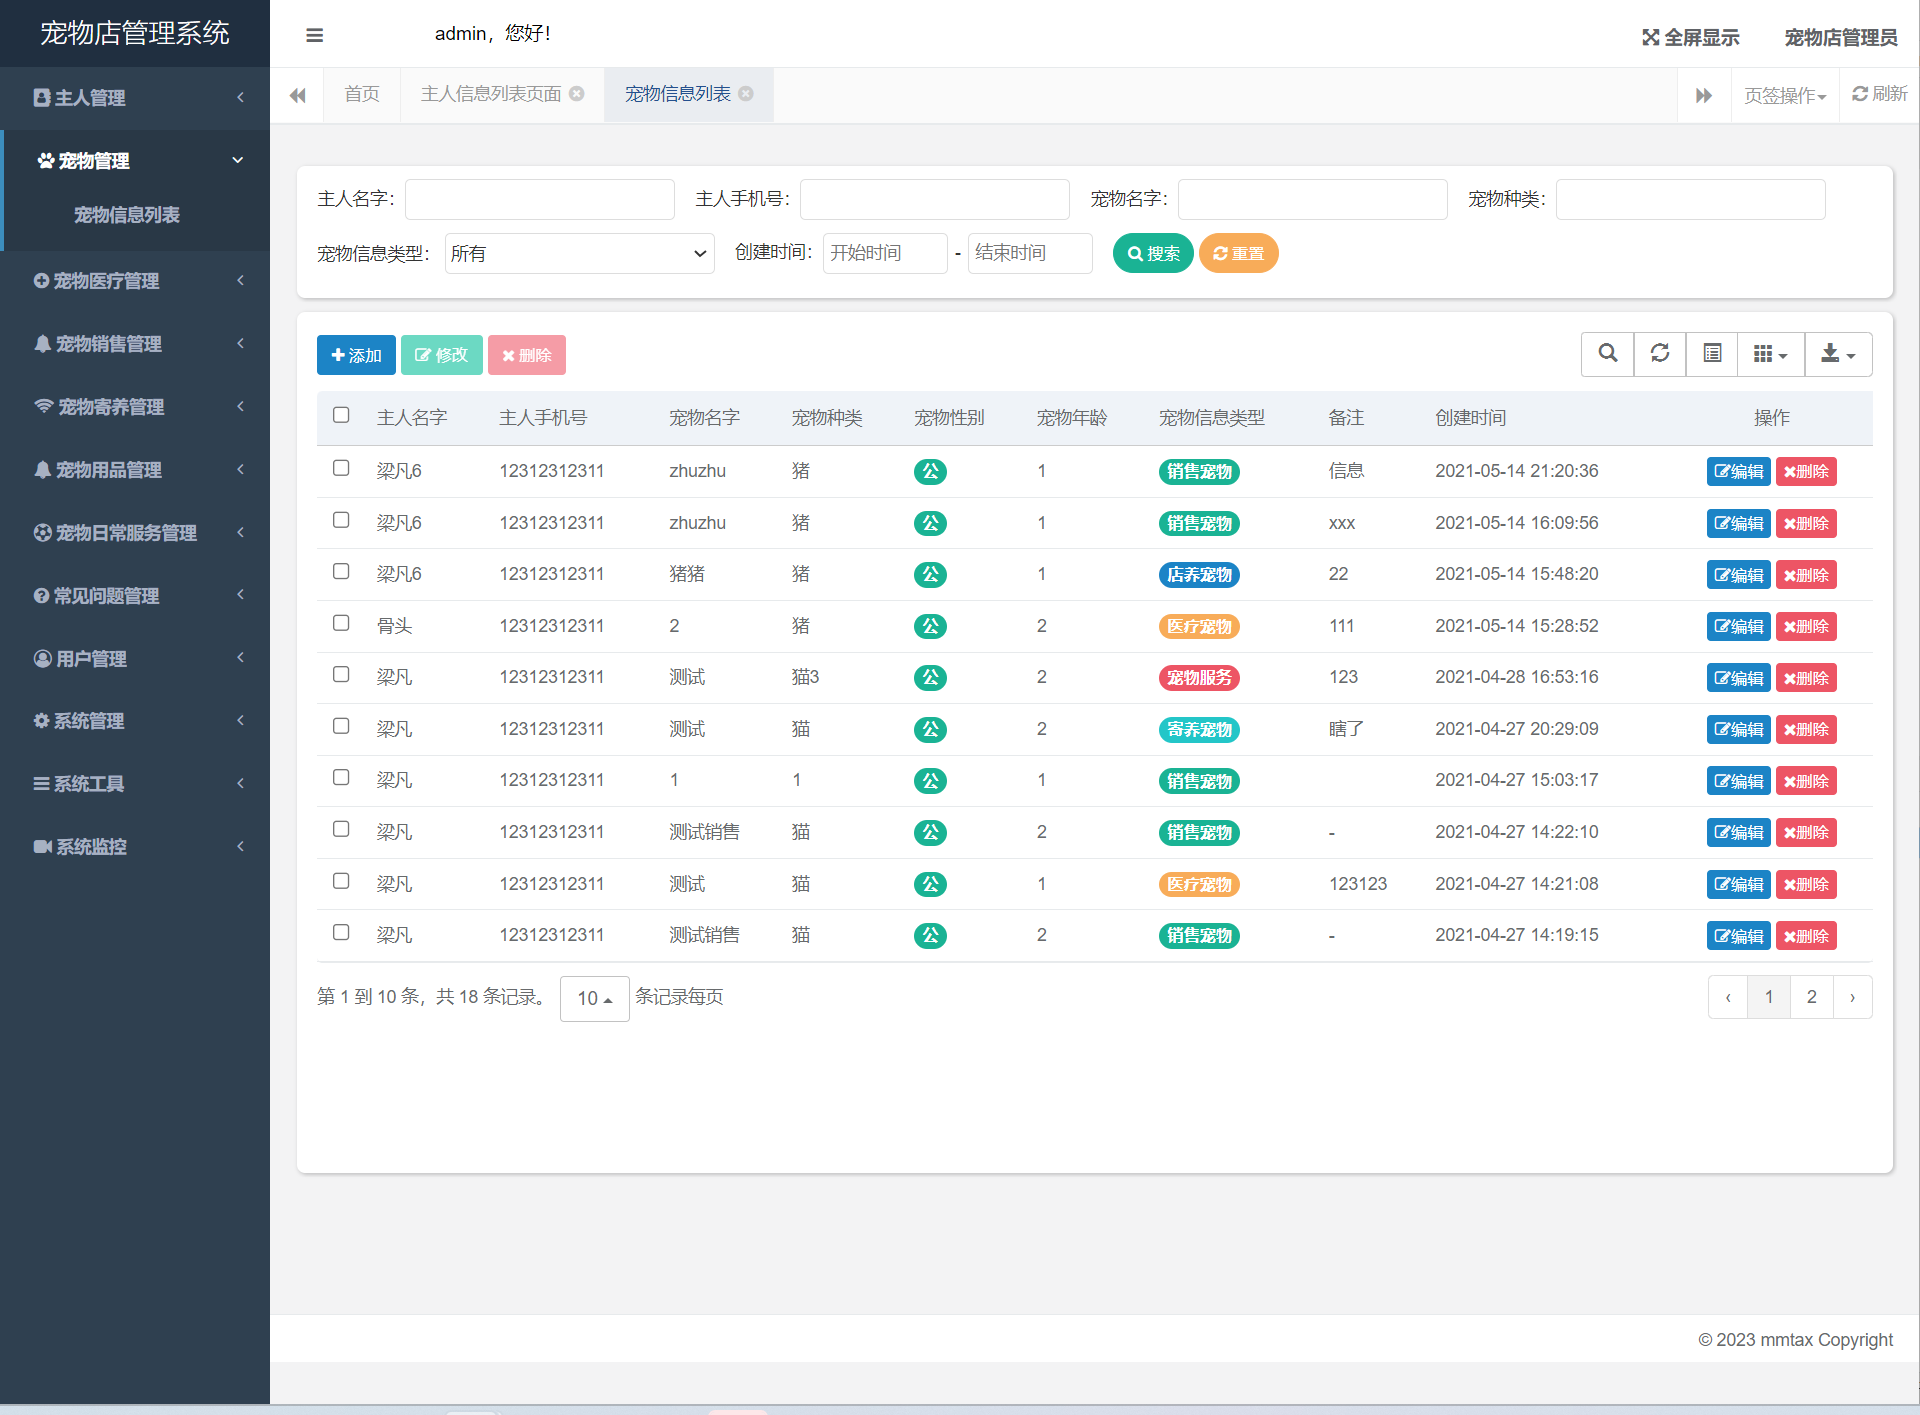 宠物店管理系统
admin，您好！
全屏显示
宠物店管理员
首页
主人信息列表页面
宠物信息列表
页签操作
刷新
主人管理
宠物管理
宠物信息列表
宠物医疗管理
宠物销售管理
宠物寄养管理
宠物用品管理
宠物日常服务管理
常见问题管理
用户管理
系统管理
系统工具
系统监控
主人名字： 主人手机号： 宠物名字： 宠物种类：
宠物信息类型： 所有 创建时间： 开始时间 - 结束时间 搜索 重置
添加 修改 删除
主人名字 主人手机号 宠物名字 宠物种类 宠物性别 宠物年龄 宠物信息类型 备注 创建时间 操作
梁凡6 12312312311 zhuzhu 猪 公 1 销售宠物 信息 2021-05-14 21:20:36 编辑 删除
梁凡6 12312312311 zhuzhu 猪 公 1 销售宠物 xxx 2021-05-14 16:09:56 编辑 删除
梁凡6 12312312311 猪猪 猪 公 1 店养宠物 22 2021-05-14 15:48:20 编辑 删除
骨头 12312312311 2 猪 公 2 医疗宠物 111 2021-05-14 15:28:52 编辑 删除
梁凡 12312312311 测试 猫3 公 2 宠物服务 123 2021-04-28 16:53:16 编辑 删除
梁凡 12312312311 测试 猫 公 2 寄养宠物 瞎了 2021-04-27 20:29:09 编辑 删除
梁凡 12312312311 1 1 公 1 销售宠物 2021-04-27 15:03:17 编辑 删除
梁凡 12312312311 测试销售 猫 公 2 销售宠物 - 2021-04-27 14:22:10 编辑 删除
梁凡 12312312311 测试 猫 公 1 医疗宠物 123123 2021-04-27 14:21:08 编辑 删除
梁凡 12312312311 测试销售 猫 公 2 销售宠物 - 2021-04-27 14:19:15 编辑 删除
第 1 到 10 条，共 18 条记录。 10 条记录每页 ‹ 1 2 ›
© 2023 mmtax Copyright